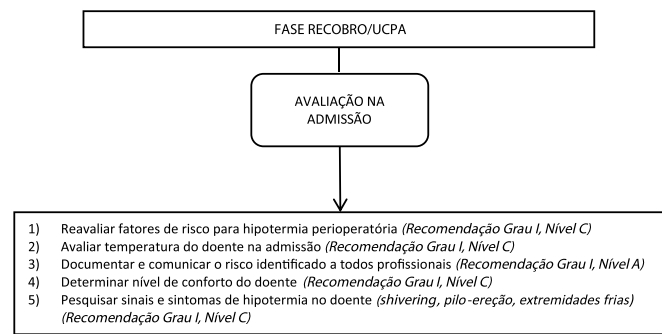 FASE RECOBRO/UCPA
AVALIAÇÃO NA
ADMISSÃO
1) Reavaliar fatores de risco para hipotermia perioperatória (Recomendação Grau I, Nível C)
2) Avaliar temperatura do doente na admissão (Recomendação Grau I, Nível C)
3) Documentar e comunicar o risco identificado a todos profissionais (Recomendação Grau I, Nível A)
4) Determinar nível de conforto do doente (Recomendação Grau I, Nível C)
5) Pesquisar sinais e sintomas de hipotermia no doente (shivering, pilo-ereção, extremidades frias)
(Recomendação Grau I, Nível C)